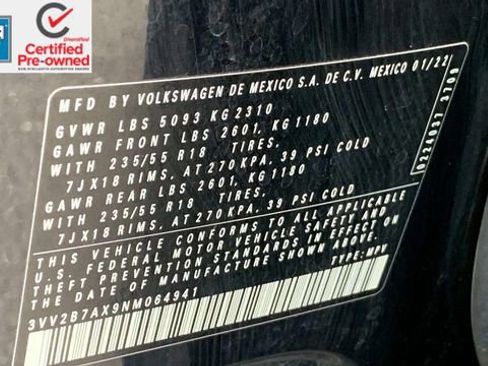 Certified
Pre-owned
MFD BY VOLKSWAGEN DE MEXICO S.A. DE C.V. MEXICO 01/22
GVWR LBS 5093 KG 2310
GAWR FRONT LBS 2601, KG 1180
WITH 235/55 R18 TIRES,
7JX18 RIMS, AT 270 KPA, 39 PSI COLD
GAWR REAR LBS 2601, KG 1180
WITH 235/55 R18 TIRES,
7JX18 RIMS, AT 270 KPA, 39 PSI COLD
THIS VEHICLE CONFORMS TO ALL APPLICABLE
U.S. FEDERAL MOTOR VEHICLE SAFETY AND
THEFT PREVENTION STANDARDS IN EFFECT ON
THE DATE OF MANUFACTURE SHOWN ABOVE.
TYPE: MPV
3VV2B7AX9NM064941